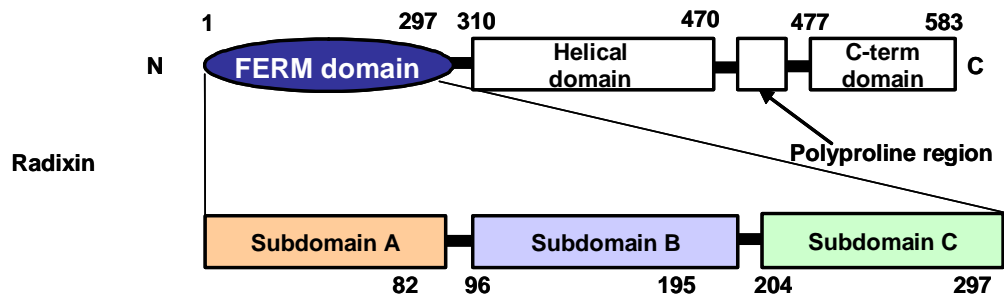 1 297 310 470 477 583
N FERM domain Helical domain C-term domain C
Polyproline region
Radixin
Subdomain A Subdomain B Subdomain C
82 96 195 204 297